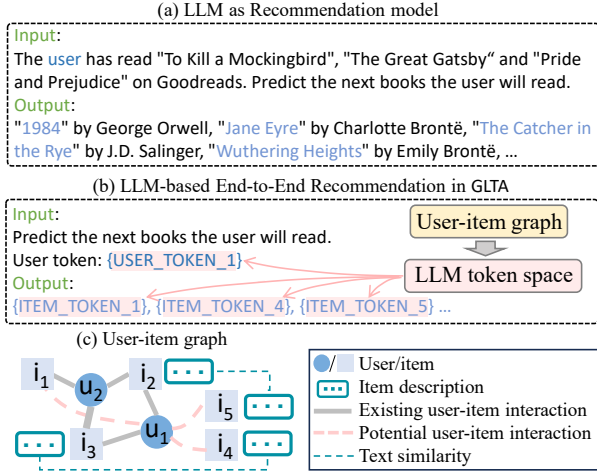 (a) LLM as Recommendation model
Input:
The user has read "To Kill a Mockingbird", "The Great Gatsby“ and "Pride
and Prejudice" on Goodreads. Predict the next books the user will read.
Output:
"1984" by George Orwell, "Jane Eyre" by Charlotte Brontë, "The Catcher in
the Rye" by J.D. Salinger, "Wuthering Heights" by Emily Brontë, ...
(b) LLM-based End-to-End Recommendation in GLTA
Input:
Predict the next books the user will read.
User token: {USER_TOKEN_1}
Output:
{ITEM_TOKEN_1}, {ITEM_TOKEN_4}, {ITEM_TOKEN_5} ...
User-item graph
LLM token space
(c) User-item graph
i1
u2
i2
i5
i3
u1
i4
User/item
Item description
Existing user-item interaction
Potential user-item interaction
Text similarity